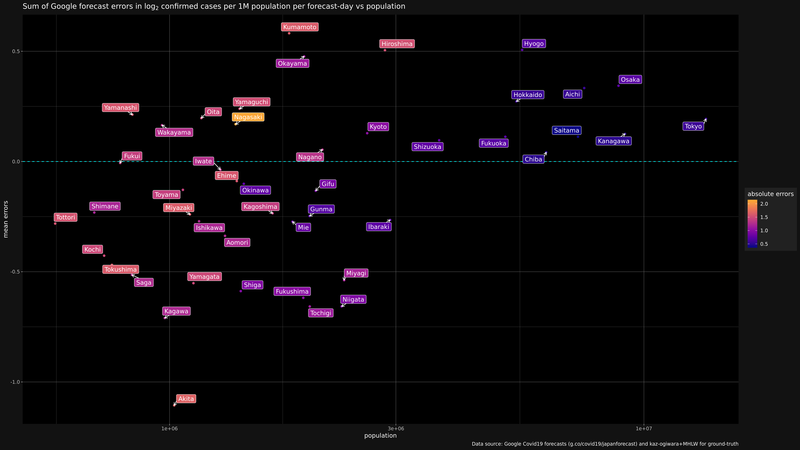 Sum of Google forecast errors in log2 confirmed cases per 1M population per forecast-day vs population
Kumamoto
Hiroshima
Hyogo
0.5
Okayama
Osaka
Hokkaido
Aichi
Yamanashi
Yamaguchi
Oita
Nagasaki
Wakayama
Kyoto
Saitama
Tokyo
Shizuoka
Fukuoka
Kanagawa
Fukui
Iwate
Nagano
Chiba
0.0
Ehime
Okinawa
Gifu
Toyama
Shimane
Miyazaki
Kagoshima
Gunma
Tottori
Ishikawa
Mie
Ibaraki
Aomori
Kochi
Tokushima
Saga
Yamagata
Miyagi
-0.5
Shiga
Fukushima
Niigata
Kagawa
Tochigi
-1.0
Akita
mean errors
1e+06
3e+06
1e+07
population
absolute errors
2.0
1.5
1.0
0.5
Data source: Google Covid19 forecasts (g.co/covid19/japanforecast) and kaz-ogiwara+MHLW for ground-truth